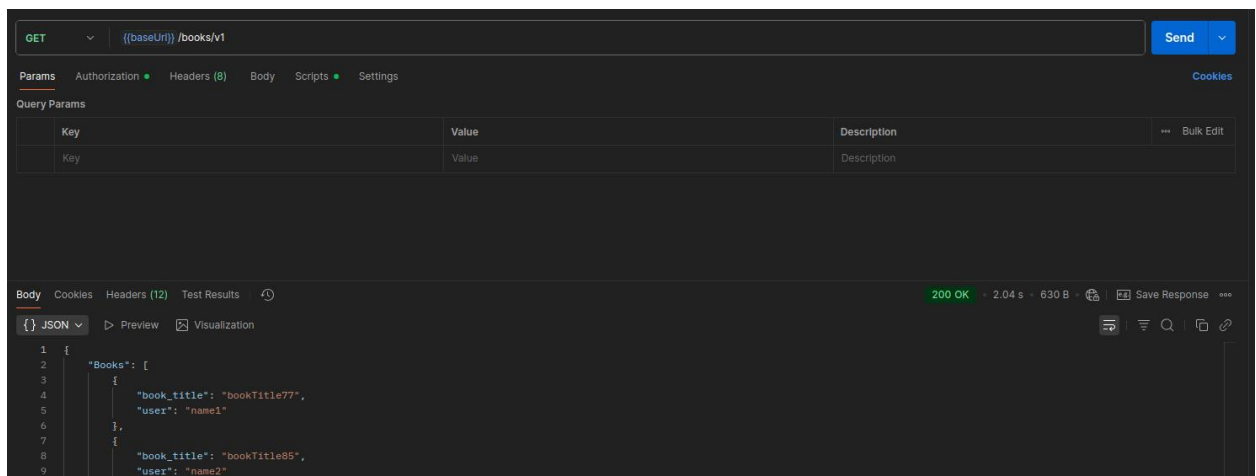 GET {{baseUrl}} /books/v1 Send
Params Authorization Headers (8) Body Scripts Settings Cookies
Query Params
Key Value Description ••• Bulk Edit
Key Value Description
Body Cookies Headers (12) Test Results 200 OK • 2.04 s • 630 B • e.g. Save Response •••
{} JSON Preview Visualization
1 {
2 "Books": [
3 {
4 "book_title": "bookTitle77",
5 "user": "name1"
6 },
7 {
8 "book_title": "bookTitle85",
9 "user": "name2"